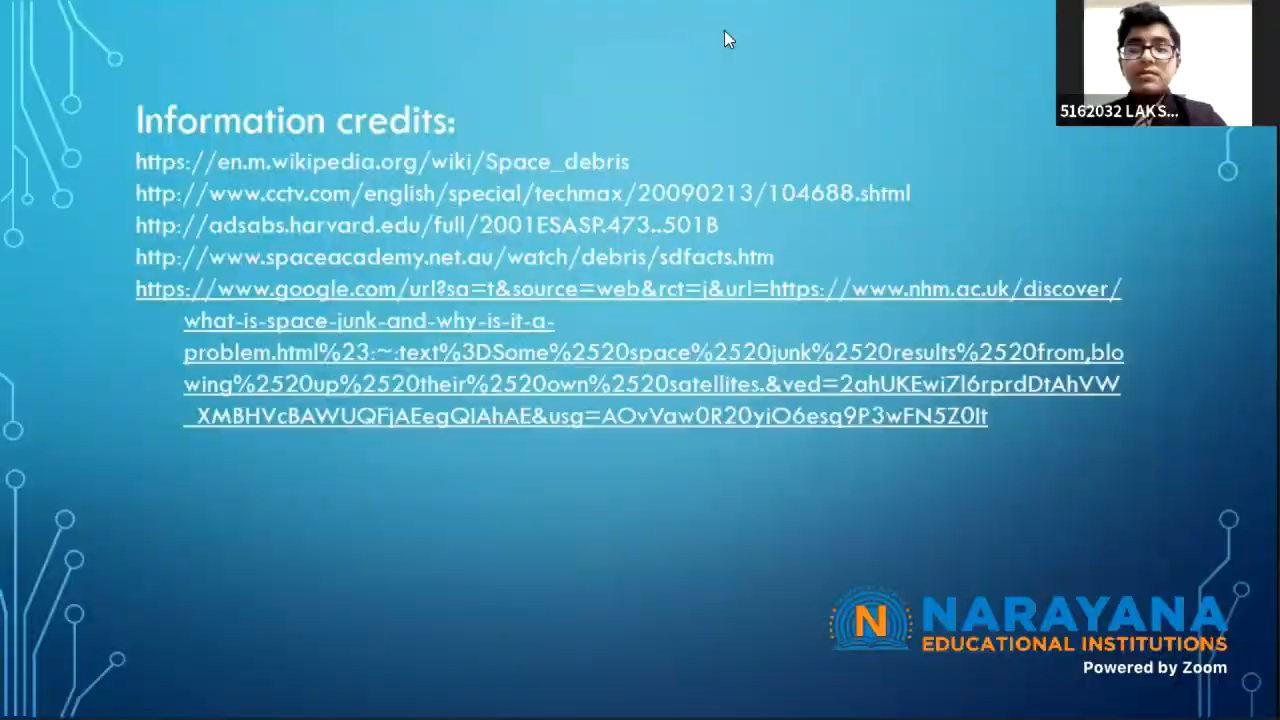 5162032 LAKS...
Information credits:
https://en.m.wikipedia.org/wiki/Space_debris
http://www.cctv.com/english/special/techmax/20090213/104688.shtml
http://adsabs.harvard.edu/full/2001ESASP.473..501B
http://www.spaceacademy.net.au/watch/debris/sdfacts.htm
https://www.google.com/url?sa=t&source=web&rct=j&url=https://www.nhm.ac.uk/discover/
what-is-space-junk-and-why-is-it-a-
problem.html%23:~:text%3DSome%2520space%2520junk%2520results%2520from,blo
wing%2520up%2520their%2520own%2520satellites.&ved=2ahUKEwi7l6rprdDtAhVW
_XMBHVcBAWUQFjAEegQIAhAE&usg=AOvVaw0R20yiO6esq9P3wFN5Z0lt
N NARAYANA
EDUCATIONAL INSTITUTIONS
Powered by Zoom